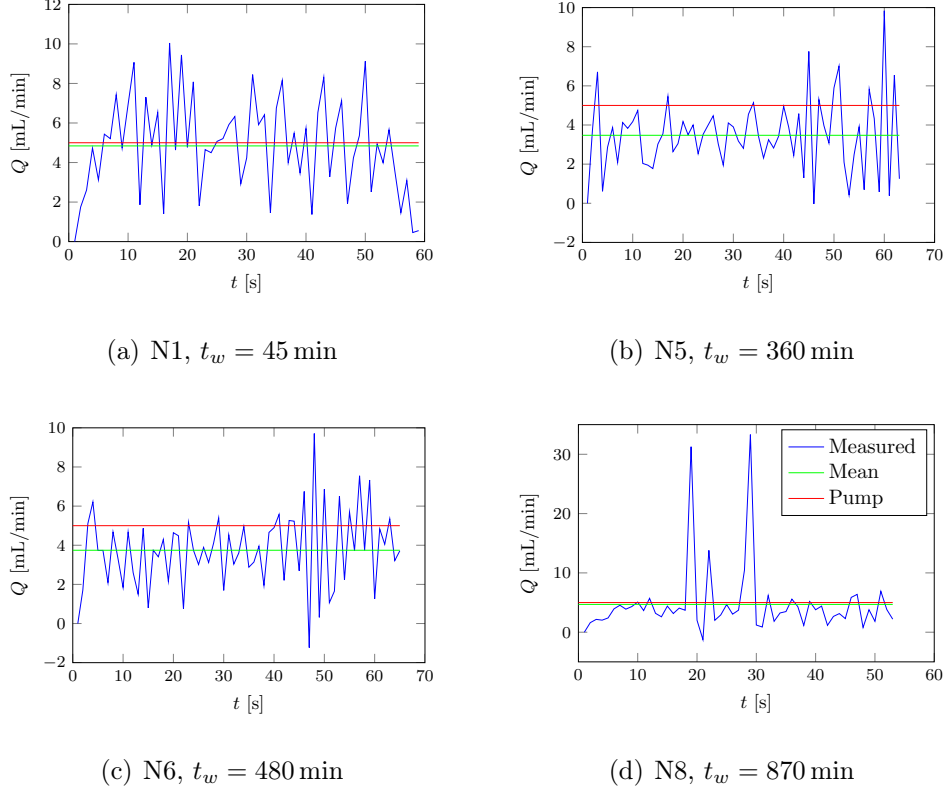 12
10
8
6
4
2
0
Q [mL/min]
0 10 20 30 40 50 60
t [s]
(a) N1, t_w = 45 min
10
8
6
4
2
0
−2
Q [mL/min]
0 10 20 30 40 50 60 70
t [s]
(b) N5, t_w = 360 min
10
8
6
4
2
0
−2
Q [mL/min]
0 10 20 30 40 50 60 70
t [s]
(c) N6, t_w = 480 min
30
20
10
0
Q [mL/min]
Measured
Mean
Pump
0 10 20 30 40 50 60
t [s]
(d) N8, t_w = 870 min